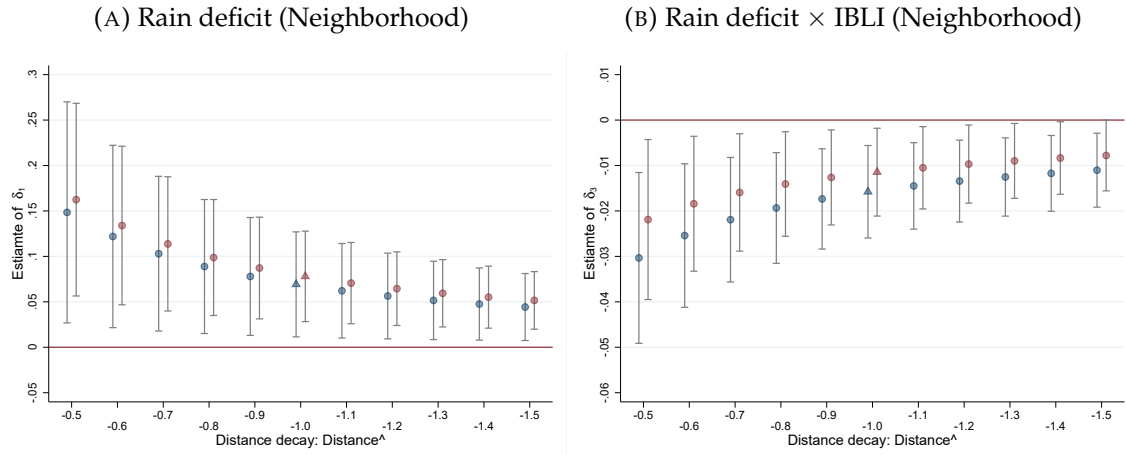 (A) Rain deficit (Neighborhood)
Estiamte of δ₁
.3
.25
.2
.15
.1
.05
0
-.05
-0.5 -0.6 -0.7 -0.8 -0.9 -1.0 -1.1 -1.2 -1.3 -1.4 -1.5
Distance decay: Distance^
(B) Rain deficit × IBLI (Neighborhood)
Estiamte of δ₃
.01
0
-.01
-.02
-.03
-.04
-.05
-.06
-0.5 -0.6 -0.7 -0.8 -0.9 -1.0 -1.1 -1.2 -1.3 -1.4 -1.5
Distance decay: Distance^